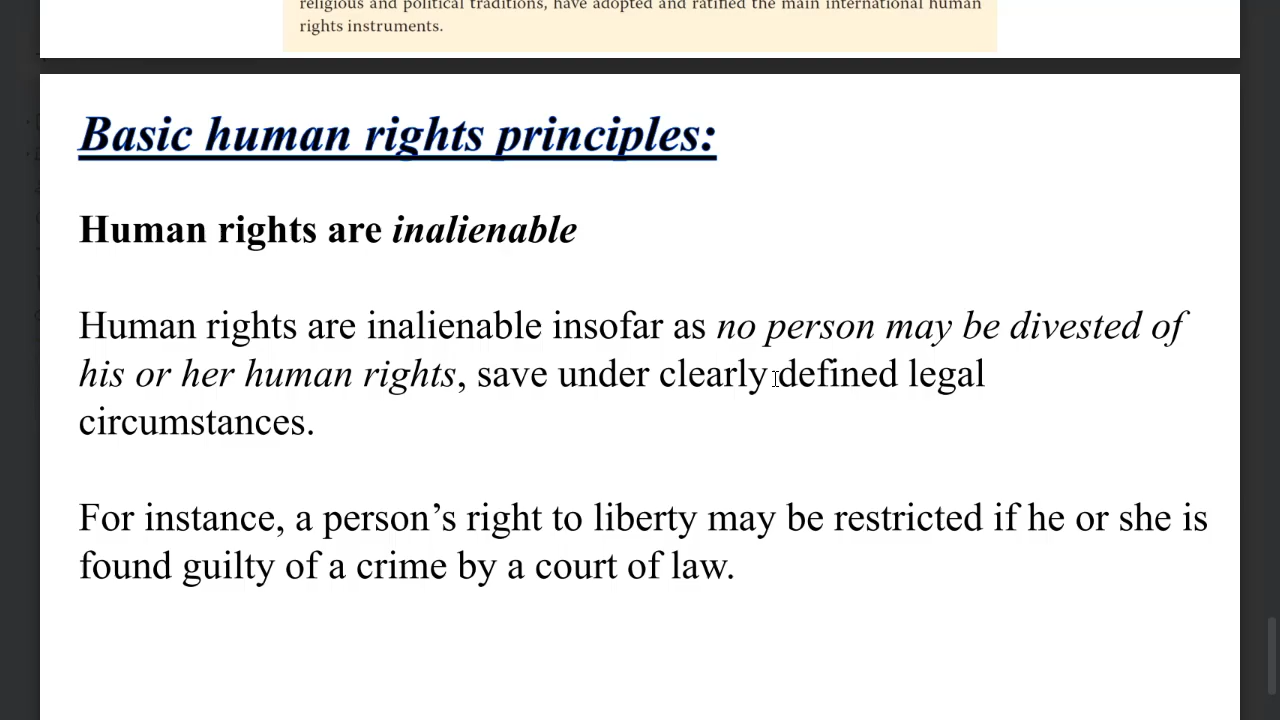 religious and political traditions, have adopted and ratified the main international human
rights instruments.
Basic human rights principles:
Human rights are inalienable
Human rights are inalienable insofar as no person may be divested of
his or her human rights, save under clearly defined legal
circumstances.
For instance, a person’s right to liberty may be restricted if he or she is
found guilty of a crime by a court of law.